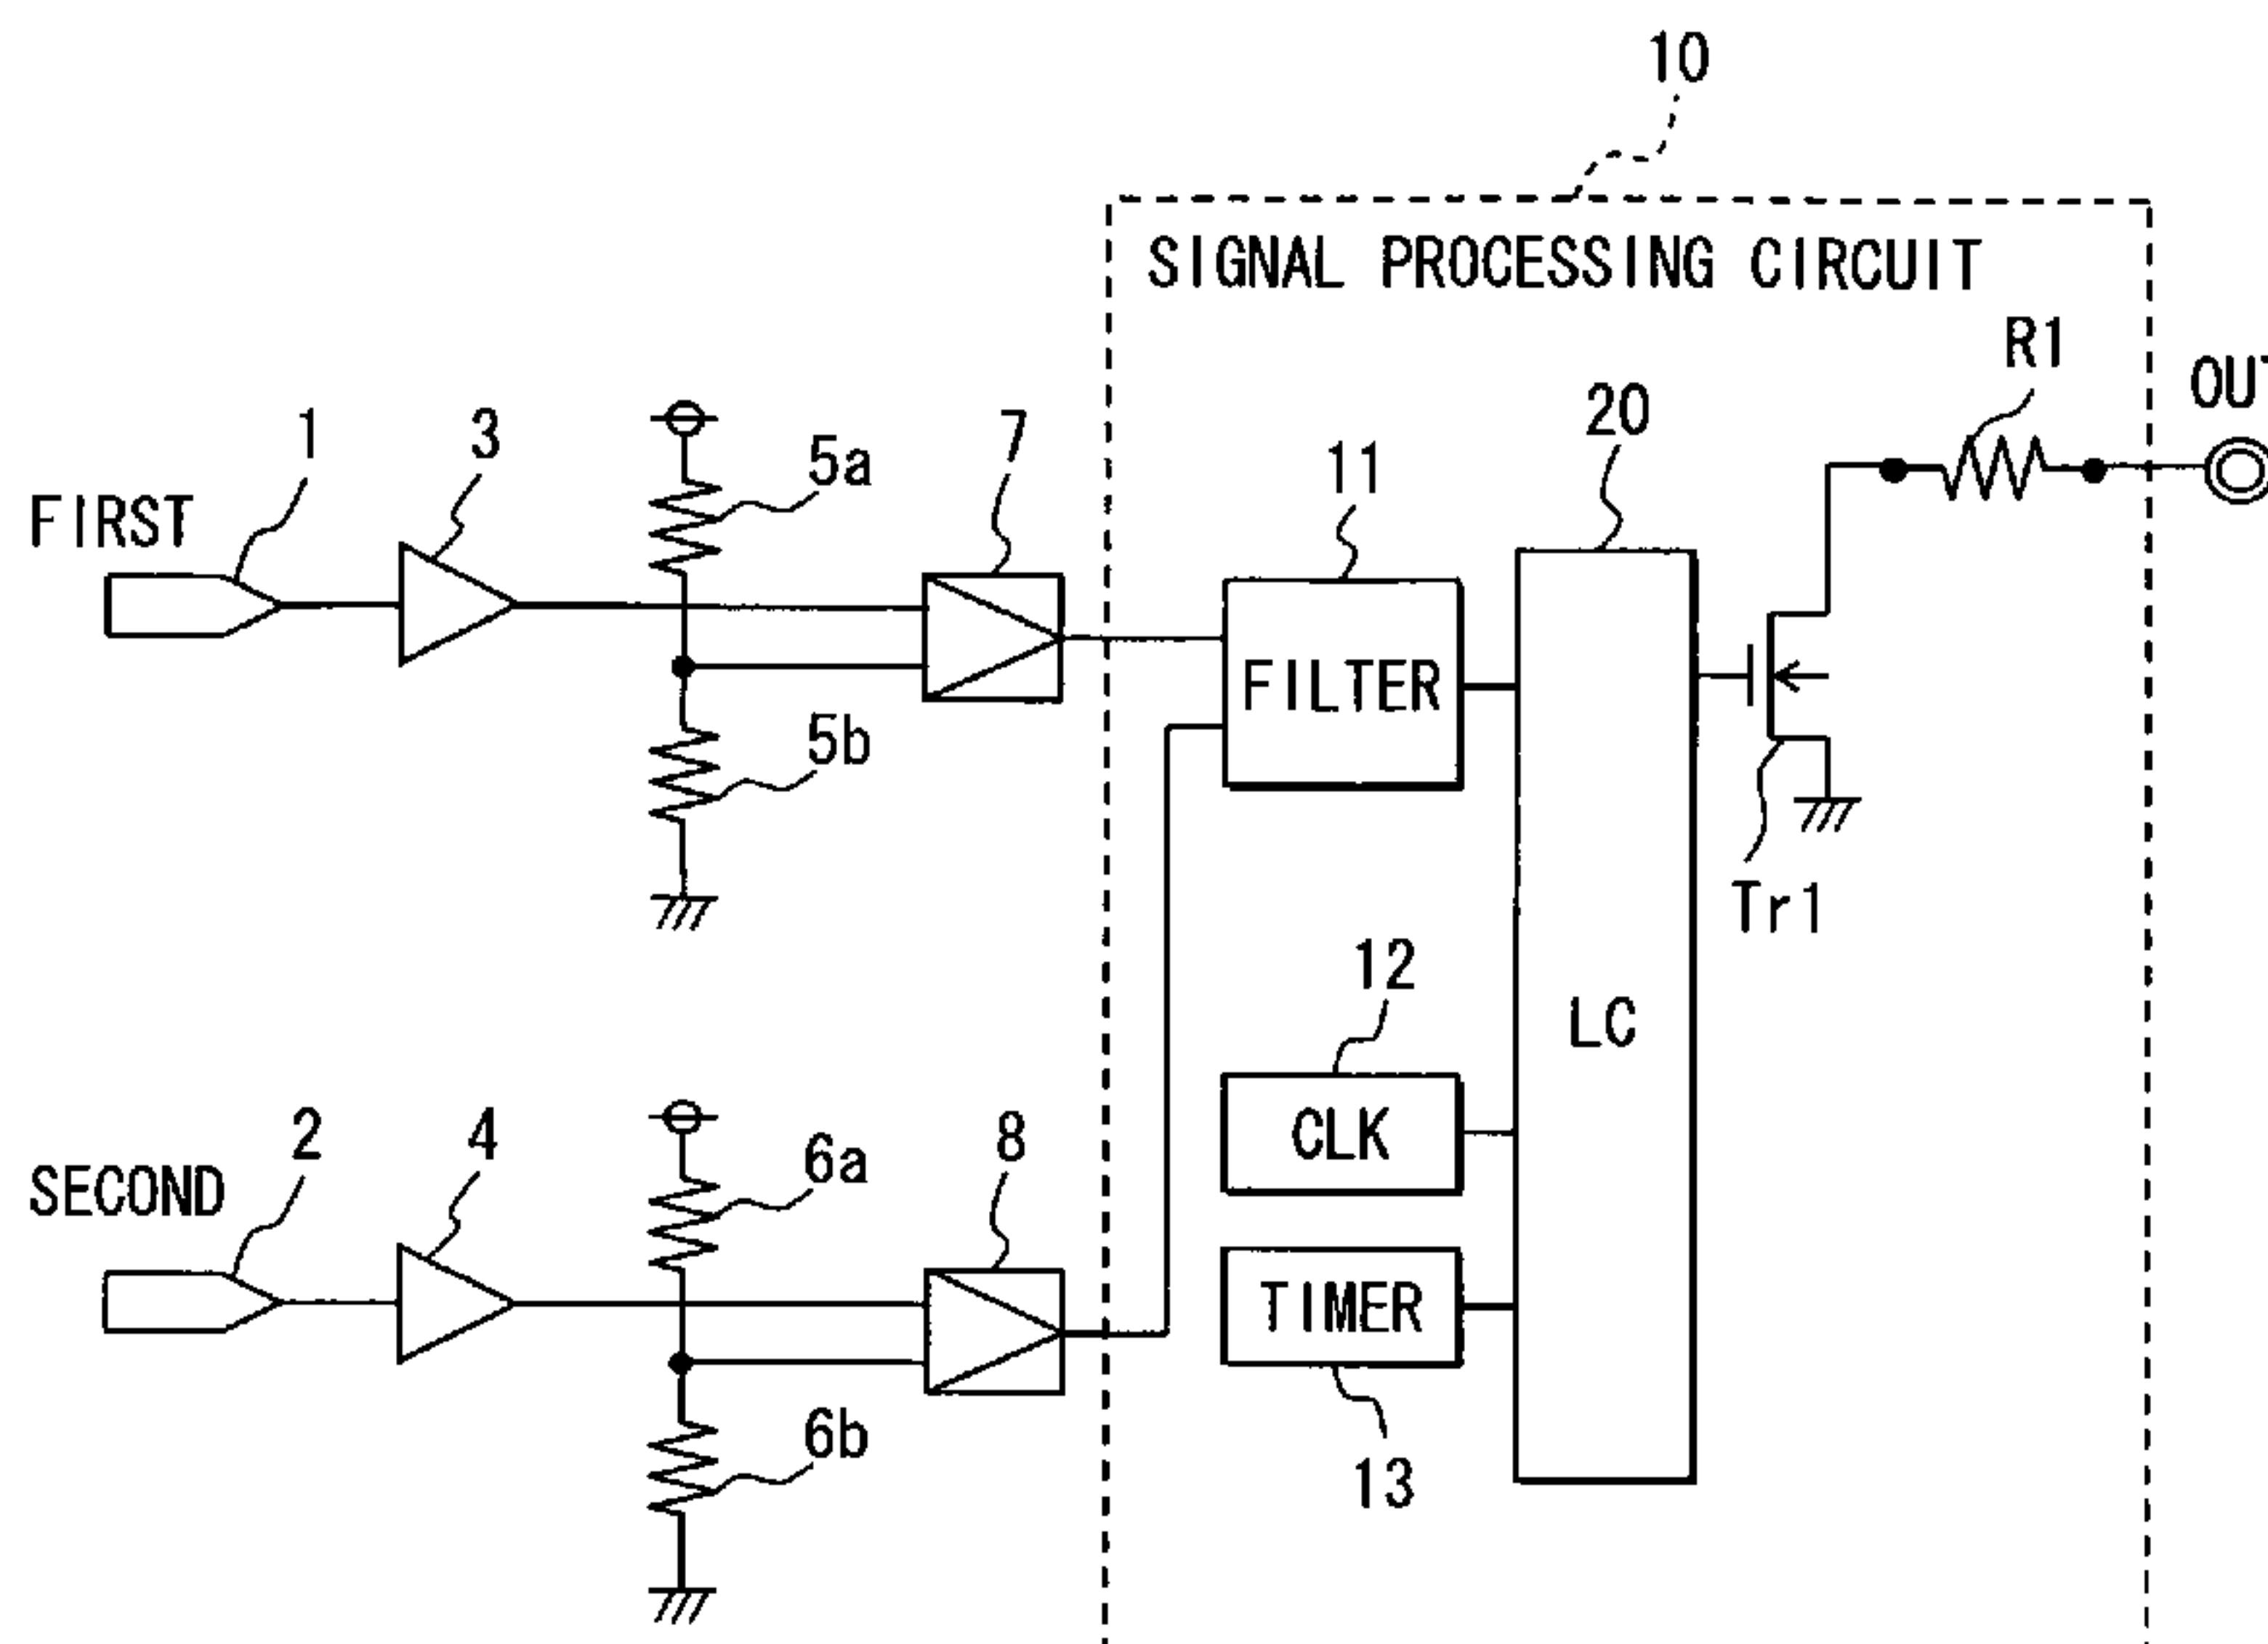 10
SIGNAL PROCESSING CIRCUIT
R1
OUT
20
1
3
5a
7
11
FIRST
FILTER
5b
Tr1
12
LC
2
4
6a
8
CLK
SECOND
TIMER
6b
13